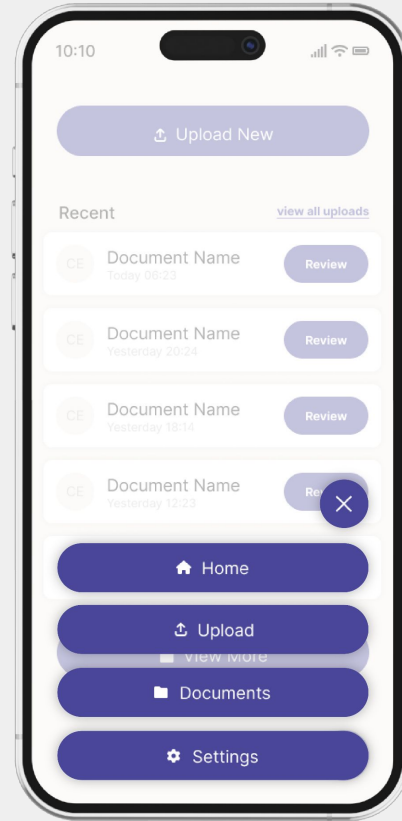 10:10
Upload New
Recent
view all uploads
CE
Document Name
Today 06:23
Review
CE
Document Name
Yesterday 20:24
Review
CE
Document Name
Yesterday 18:14
Review
CE
Document Name
Yesterday 12:23
Re
Home
Upload
View More
Documents
Settings